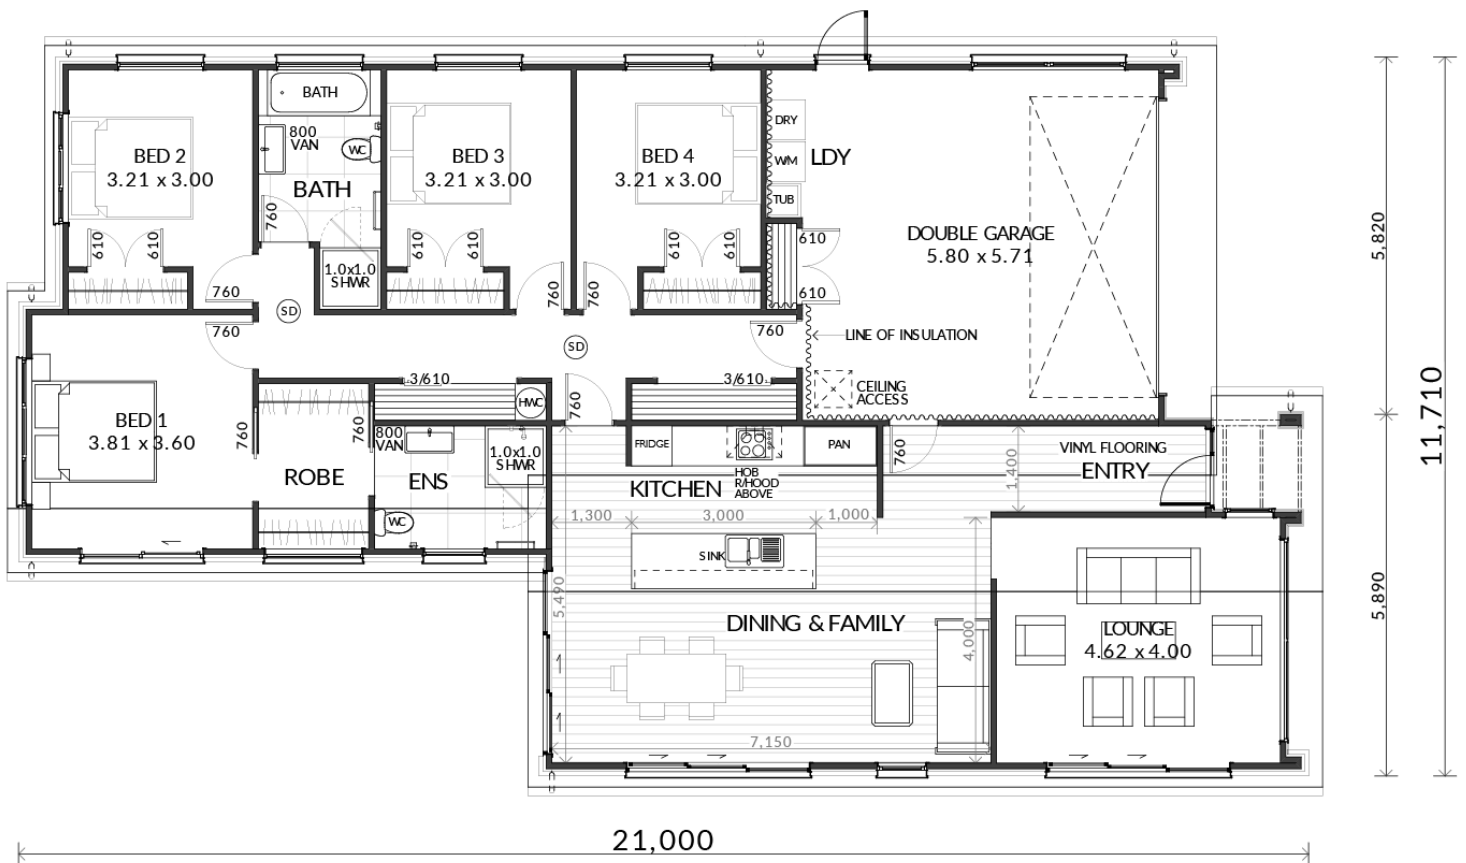 BATH
800
VAN
WC
BATH
760
BED 2
3.21 x 3.00
610
610
1.0x1.0
SHWR
BED 3
3.21 x 3.00
610
610
760
BED 4
3.21 x 3.00
610
610
760
DRY
W/M
TUB
LDY
610
610
DOUBLE GARAGE
5.80 x 5.71
LINE OF INSULATION
CEILING
ACCESS
760
760
760
SD
SD
3/610
HWC
760
3/610
BED 1
3.81 x 3.60
760
ROBE
760
800
VAN
ENS
1.0x1.0
SHWR
WC
FRIDGE
PAN
HOB
R/HOOD
ABOVE
KITCHEN
1,300
3,000
1,000
SINK
760
VINYL FLOORING
ENTRY
1,400
5,490
DINING & FAMILY
4,000
7,150
LOUNGE
4.62 x 4.00
5,820
5,890
11,710
21,000